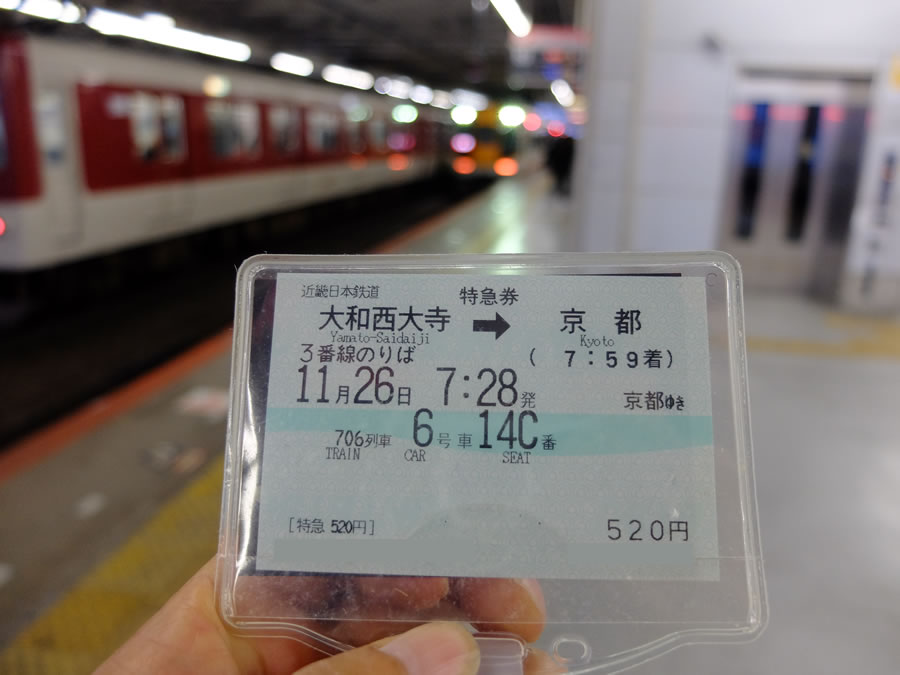 近畿日本鉄道
特急券
大和西大寺 ➡ 京都
Yamato-Saidaiji Kyoto
3番線のりば ( 7:59着)
11月26日 7:28発 京都ゆき
706列車 6号車 14C番
TRAIN CAR SEAT
[特急 520円] 520円